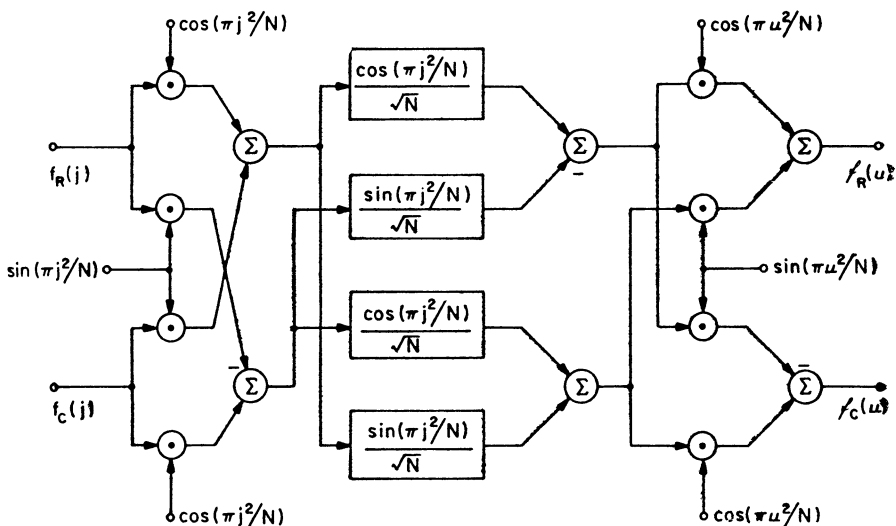 cos(πj²/N)
f_R(j)
sin(πj²/N)
f_C(j)
cos(πj²/N)
Σ
− Σ
cos(πj²/N)
√N
sin(πj²/N)
√N
cos(πj²/N)
√N
sin(πj²/N)
√N
Σ
−
Σ
cos(πu²/N)
sin(πu²/N)
cos(πu²/N)
Σ
− Σ
f_R(u)
f_C(u)